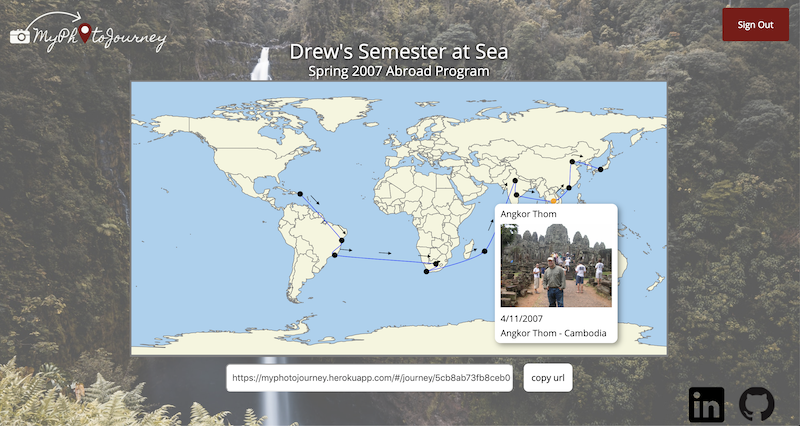 MyPhotoJourney
Sign Out
Drew's Semester at Sea
Spring 2007 Abroad Program
Angkor Thom
4/11/2007
Angkor Thom - Cambodia
https://myphotojourney.herokuapp.com/#/journey/5cb8ab73fb8ceb0
copy url
in